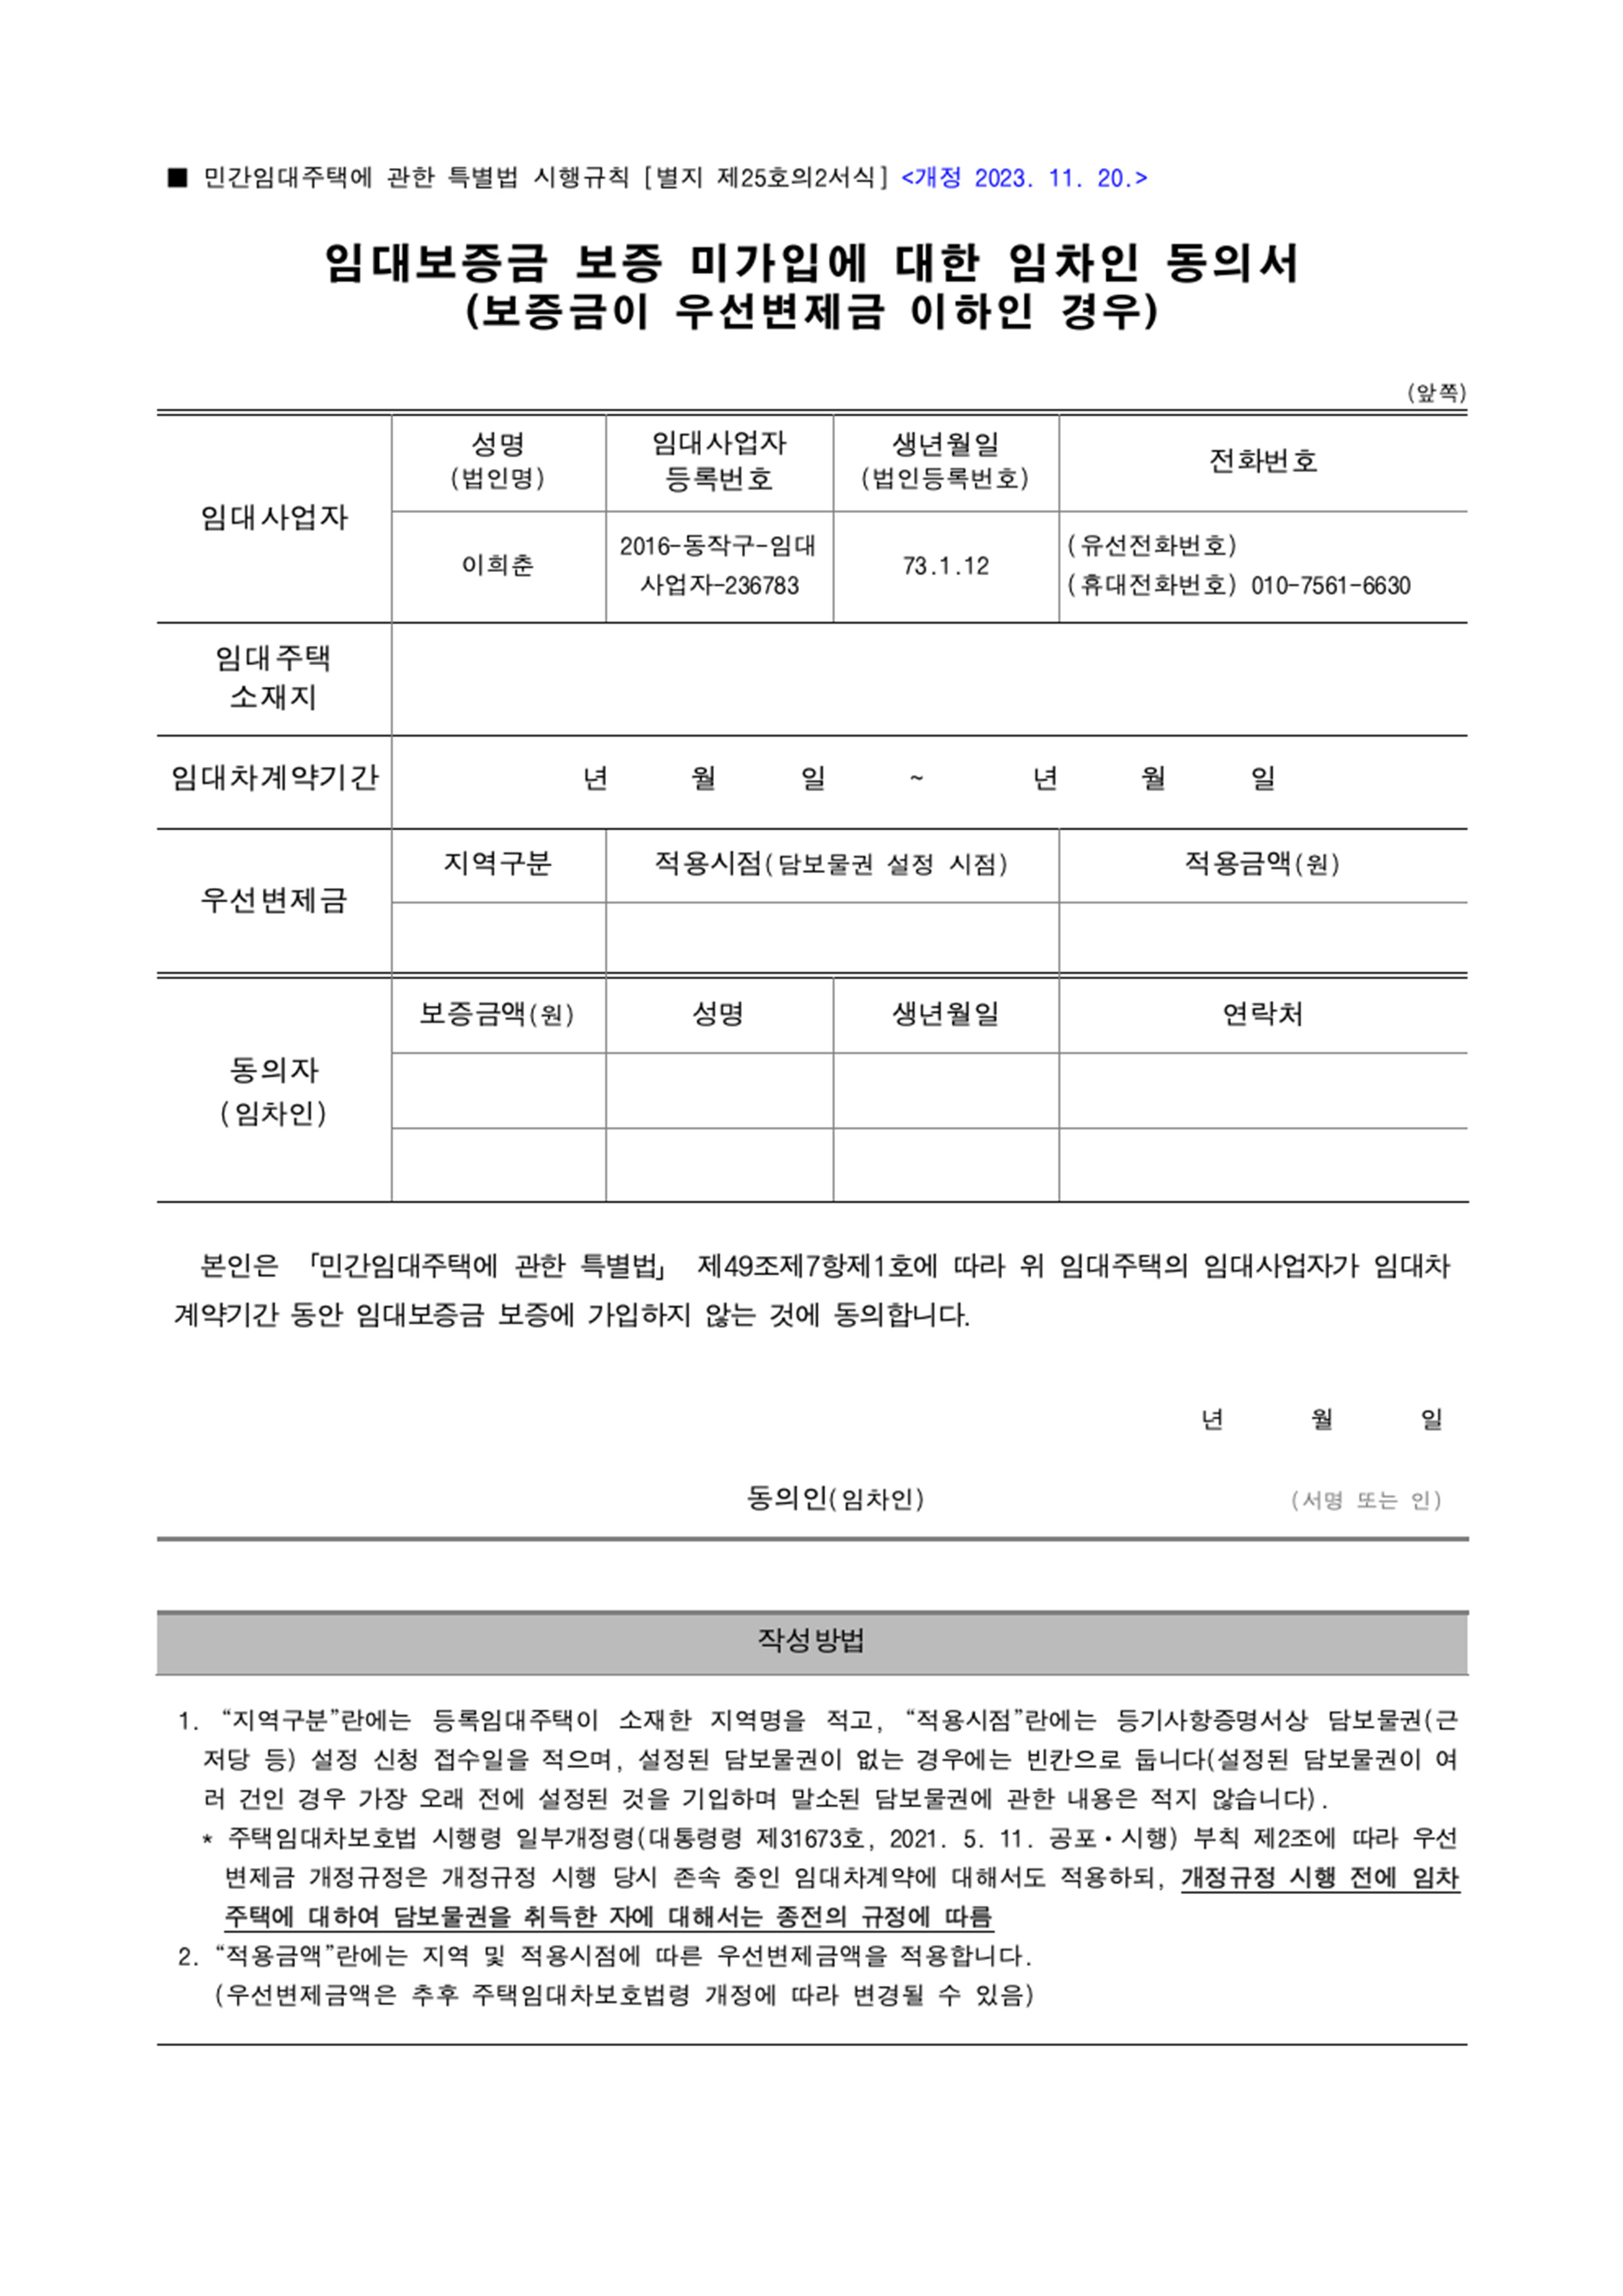 ■ 민간임대주택에 관한 특별법 시행규칙 [별지 제25호의2서식] <개정 2023. 11. 20.>
임대보증금 보증 미가입에 대한 임차인 동의서
(보증금이 우선변제금 이하인 경우)
(앞쪽)
임대사업자
성명
(법인명)
임대사업자
등록번호
생년월일
(법인등록번호)
전화번호
이희춘
2016-동작구-임대
사업자-236783
73.1.12
(유선전화번호)
(휴대전화번호) 010-7561-6630
임대주택
소재지
임대차계약기간
년 월 일 ~ 년 월 일
우선변제금
지역구분
적용시점(담보물권 설정 시점)
적용금액(원)
동의자
(임차인)
보증금액(원)
성명
생년월일
연락처
본인은 「민간임대주택에 관한 특별법」 제49조제7항제1호에 따라 위 임대주택의 임대사업자가 임대차
계약기간 동안 임대보증금 보증에 가입하지 않는 것에 동의합니다.
년 월 일
동의인(임차인) (서명 또는 인)
작성방법
1. “지역구분”란에는 등록임대주택이 소재한 지역명을 적고, “적용시점”란에는 등기사항증명서상 담보물권(근
저당 등) 설정 신청 접수일을 적으며, 설정된 담보물권이 없는 경우에는 빈칸으로 둡니다(설정된 담보물권이 여
러 건인 경우 가장 오래 전에 설정된 것을 기입하며 말소된 담보물권에 관한 내용은 적지 않습니다).
* 주택임대차보호법 시행령 일부개정령(대통령령 제31673호, 2021. 5. 11. 공포•시행) 부칙 제2조에 따라 우선
변제금 개정규정은 개정규정 시행 당시 존속 중인 임대차계약에 대해서도 적용하되, 개정규정 시행 전에 임차
주택에 대하여 담보물권을 취득한 자에 대해서는 종전의 규정에 따름
2. “적용금액”란에는 지역 및 적용시점에 따른 우선변제금액을 적용합니다.
(우선변제금액은 추후 주택임대차보호법령 개정에 따라 변경될 수 있음)